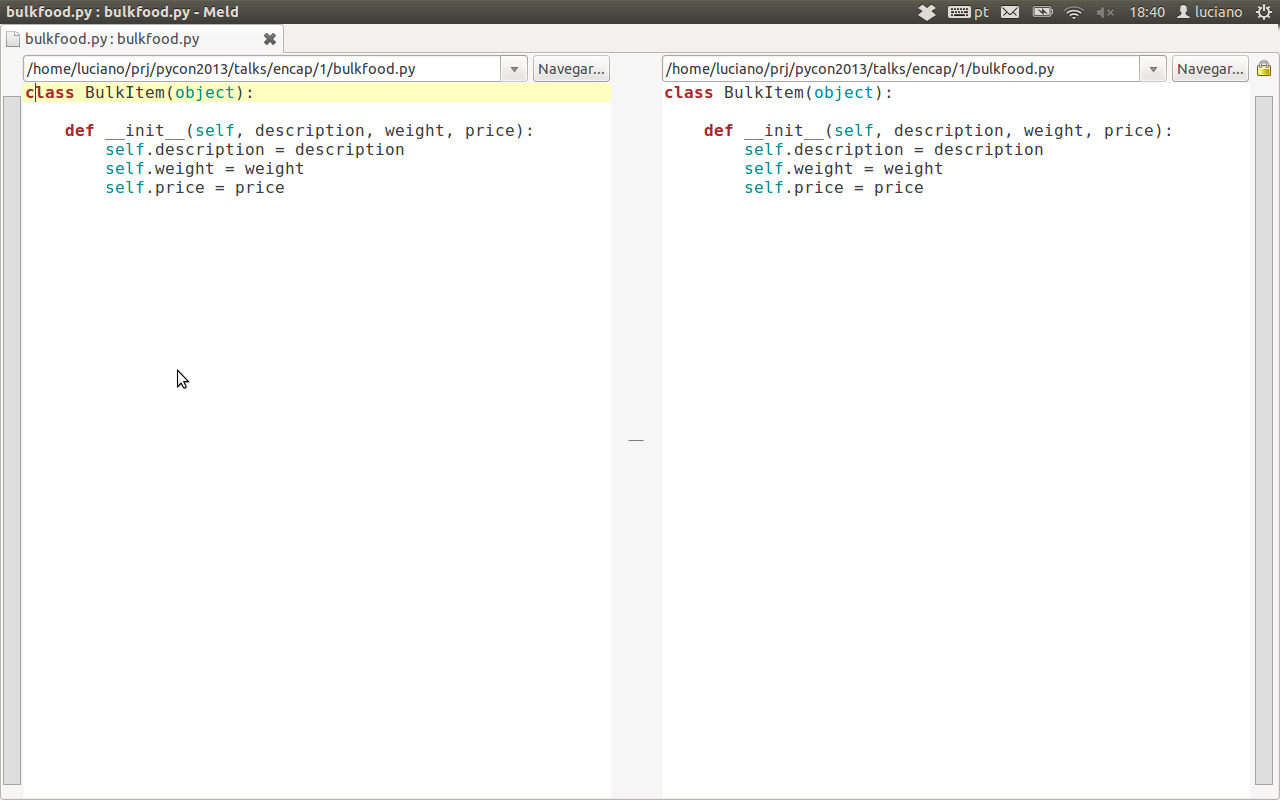 bulkfood.py : bulkfood.py - Meld
pt
18:40
luciano
bulkfood.py : bulkfood.py
/home/luciano/prj/pycon2013/talks/encap/1/bulkfood.py
Navegar...
class BulkItem(object):
    def __init__(self, description, weight, price):
        self.description = description
        self.weight = weight
        self.price = price
/home/luciano/prj/pycon2013/talks/encap/1/bulkfood.py
Navegar...
class BulkItem(object):
    def __init__(self, description, weight, price):
        self.description = description
        self.weight = weight
        self.price = price